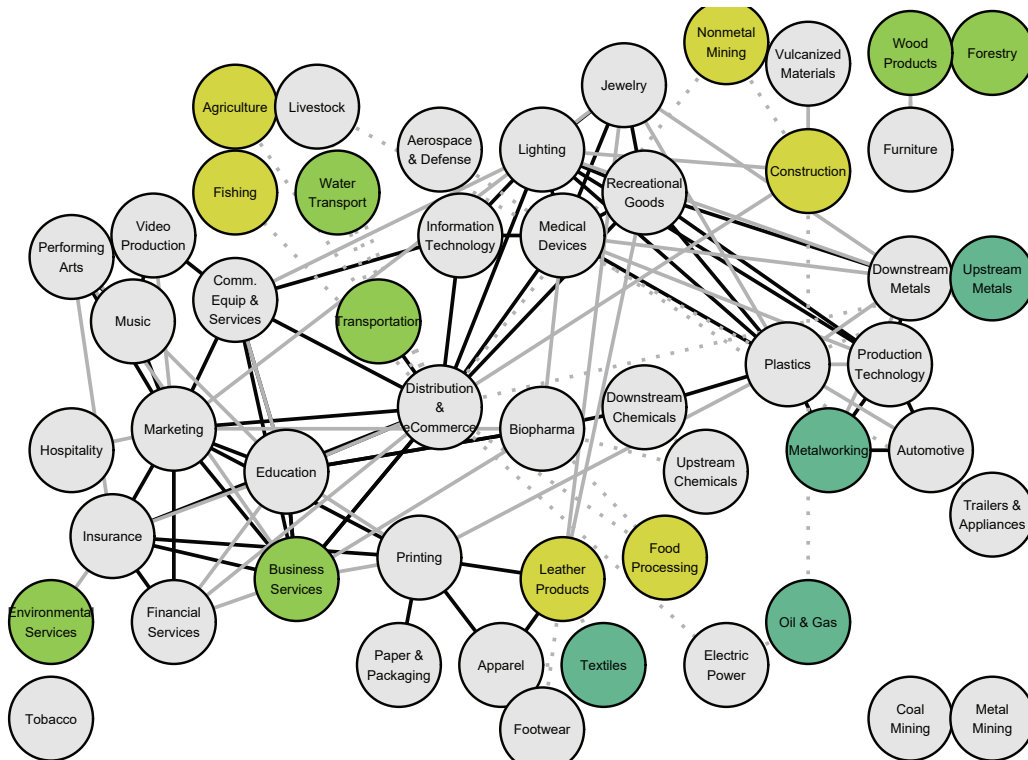 Nonmetal
Mining
Vulcanized
Materials
Wood
Products
Forestry
Jewelry
Agriculture
Livestock
Aerospace
& Defense
Lighting
Furniture
Construction
Fishing
Water
Transport
Recreational
Goods
Video
Production
Performing
Arts
Information
Technology
Medical
Devices
Comm.
Equip &
Services
Downstream
Metals
Upstream
Metals
Music
Transportation
Plastics
Production
Technology
Distribution
&
eCommerce
Downstream
Chemicals
Marketing
Biopharma
Hospitality
Education
Upstream
Chemicals
Metalworking
Automotive
Trailers &
Appliances
Insurance
Printing
Business
Services
Leather
Products
Food
Processing
Environmental
Services
Financial
Services
Oil & Gas
Paper &
Packaging
Apparel
Textiles
Electric
Power
Tobacco
Footwear
Coal
Mining
Metal
Mining